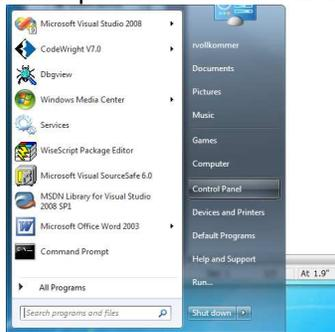 Microsoft Visual Studio 2008
CodeWright V7.0
Dbgview
Windows Media Center
Services
WiseScript Package Editor
Microsoft Visual SourceSafe 6.0
MSDN Library for Visual Studio
2008 SP1
Microsoft Office Word 2003
Command Prompt
All Programs
Search programs and files
rvollkommer
Documents
Pictures
Music
Games
Computer
Control Panel
Devices and Printers
Default Programs
Help and Support
Run...
Shut down
At 1.9"